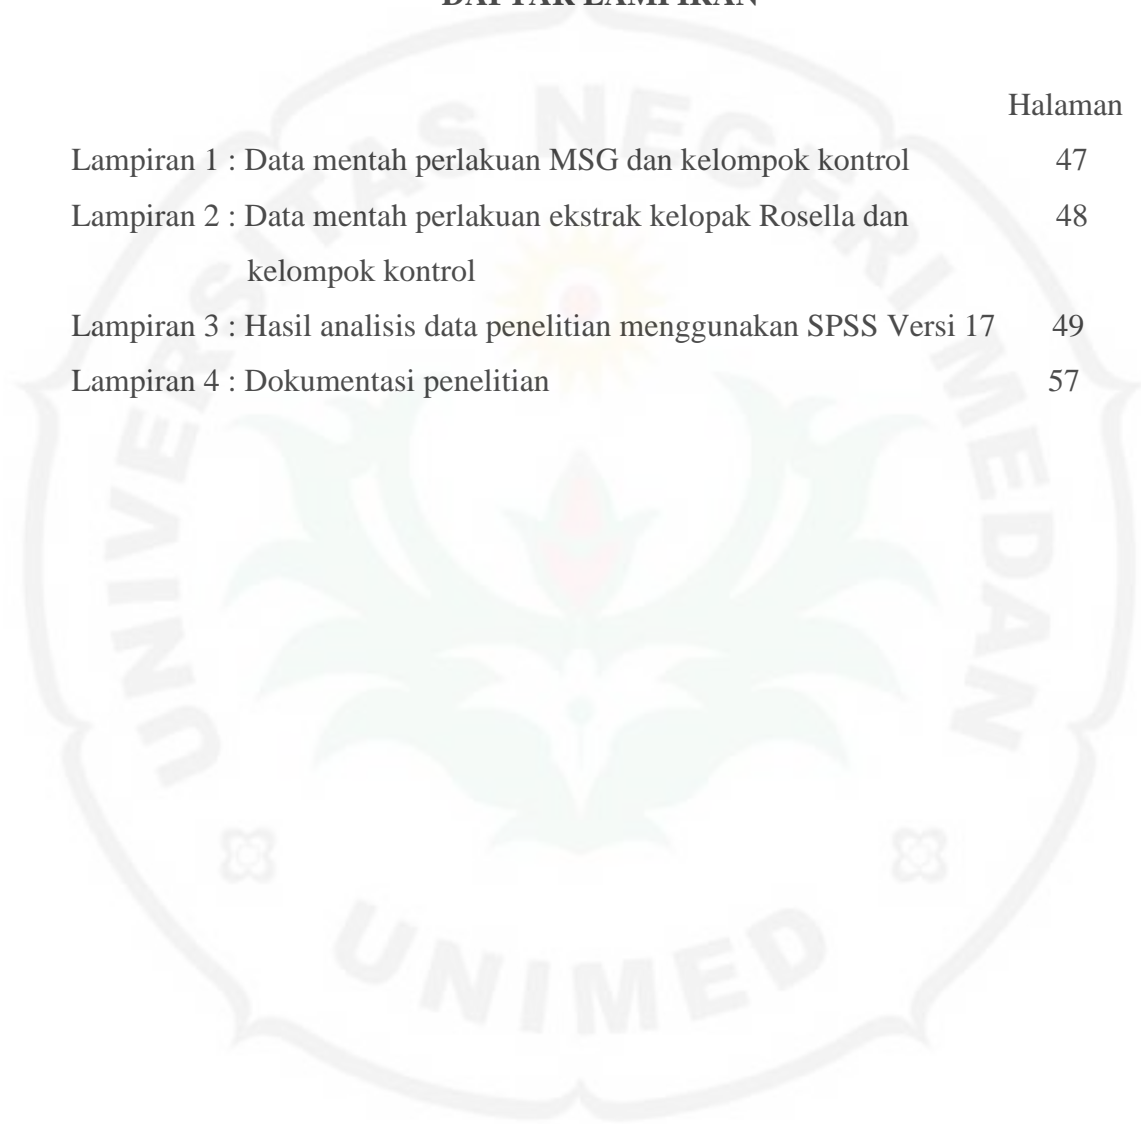 DAFTAR LAMPIRAN
Halaman
Lampiran 1 : Data mentah perlakuan MSG dan kelompok kontrol 47
Lampiran 2 : Data mentah perlakuan ekstrak kelopak Rosella dan 48
kelompok kontrol
Lampiran 3 : Hasil analisis data penelitian menggunakan SPSS Versi 17 49
Lampiran 4 : Dokumentasi penelitian 57
UNIVERSITAS NEGERI MEDAN
UNIMED